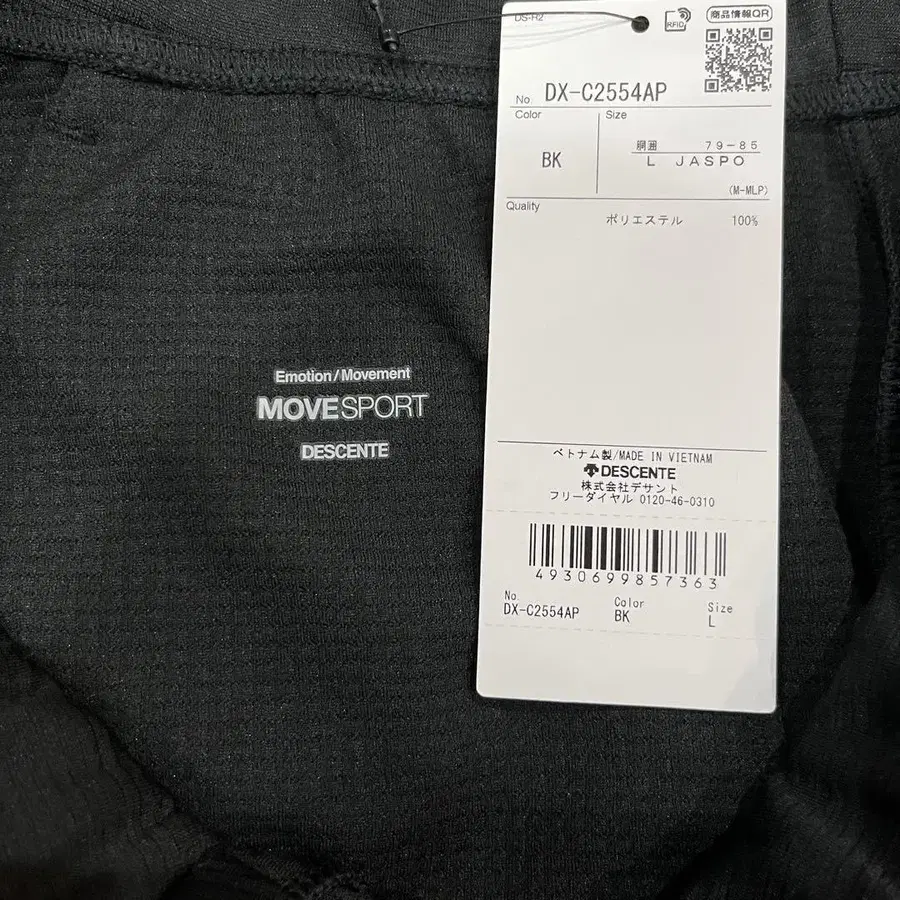 DS-R2
RFID
商品情報QR
No. DX-C2554AP
Color
Size
BK
胴囲 79-85
L JASPO
(M-MLP)
Quality
ポリエステル 100%
Emotion/Movement
MOVESPORT
DESCENTE
ベトナム製/MADE IN VIETNAM
DESCENTE
株式会社デサント
フリーダイヤル 0120-46-0310
4930699857363
No. Color Size
DX-C2554AP BK L